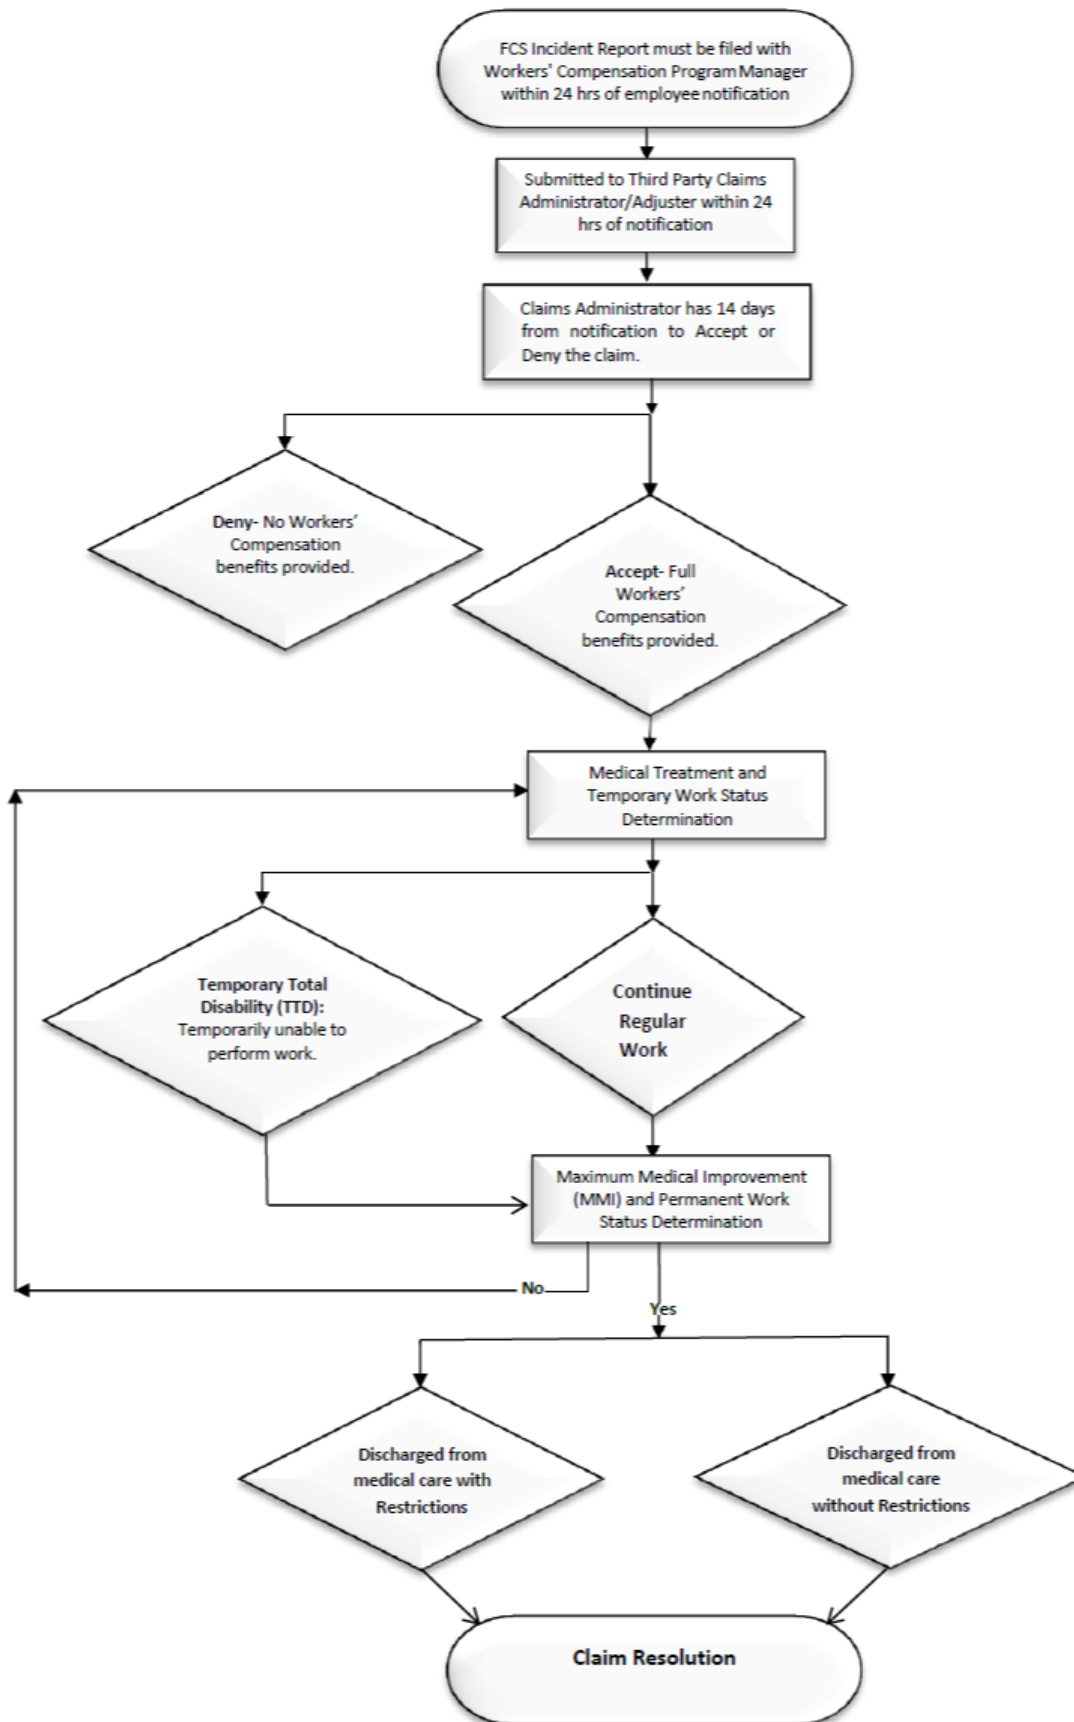 FCS Incident Report must be filed with
Workers' Compensation Program Manager
within 24 hrs of employee notification
Submitted to Third Party Claims
Administrator/Adjuster within 24
hrs of notification
Claims Administrator has 14 days
from notification to Accept or
Deny the claim.
Deny- No Workers'
Compensation
benefits provided.
Accept- Full
Workers'
Compensation
benefits provided.
Medical Treatment and
Temporary Work Status
Determination
Temporary Total
Disability (TTD):
Temporarily unable to
perform work.
Continue
Regular
Work
Maximum Medical Improvement
(MMI) and Permanent Work
Status Determination
No
Yes
Discharged from
medical care with
Restrictions
Discharged from
medical care
without Restrictions
Claim Resolution